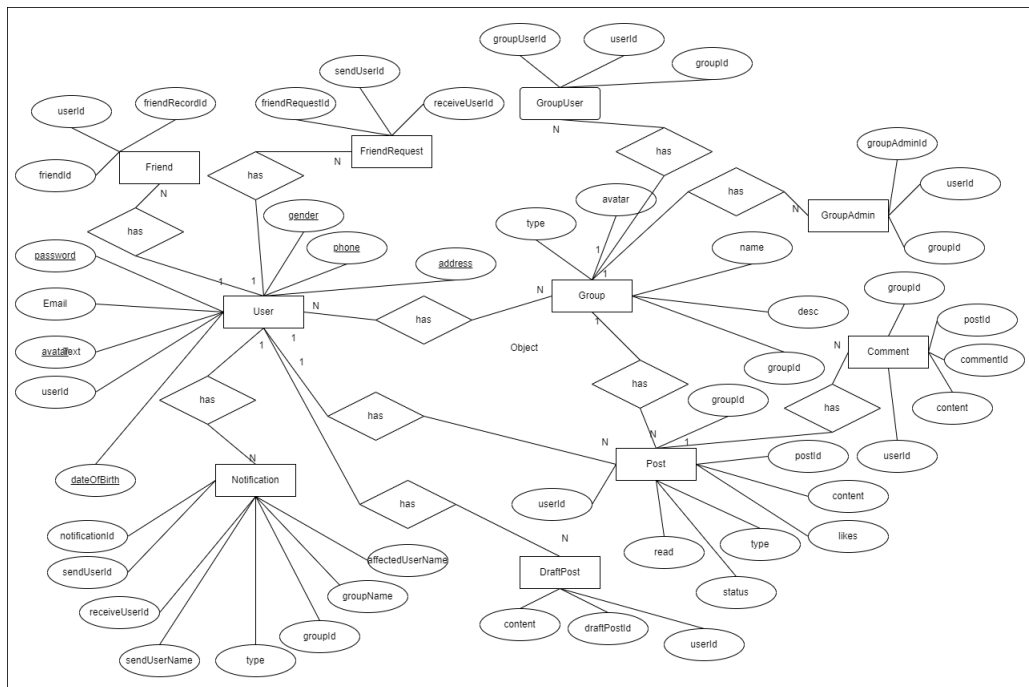 groupUserId
userId
groupId
sendUserId
friendRequestId
receiveUserId
GroupUser
userId
friendRecordId
N
FriendRequest
N
has
groupAdminId
friendId
Friend
has
has
userId
N
avatar
GroupAdmin
N
gender
type
has
phone
groupId
password
address
1
name
1
1
1
groupId
Email
User
N
has
N
Group
desc
postId
1
1
1
Object
N
Comment
avatar
Text
commentId
1
groupId
userId
has
has
groupId
content
has
has
N
N
1
userId
dateOfBirth
N
Notification
Post
postId
has
userId
content
notificationId
affectedUserName
N
read
type
likes
sendUserId
groupName
DraftPost
status
receiveUserId
groupId
content
draftPostId
userId
sendUserName
type